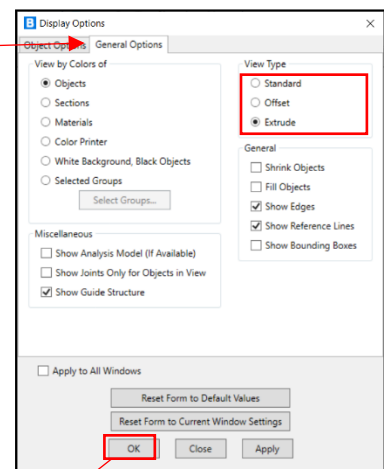 B Display Options
Object Options General Options
View by Colors of
Objects
Sections
Materials
Color Printer
White Background, Black Objects
Selected Groups
Select Groups...
Miscellaneous
Show Analysis Model (If Available)
Show Joints Only for Objects in View
Show Guide Structure
View Type
Standard
Offset
Extrude
General
Shrink Objects
Fill Objects
Show Edges
Show Reference Lines
Show Bounding Boxes
Apply to All Windows
Reset Form to Default Values
Reset Form to Current Window Settings
OK Close Apply